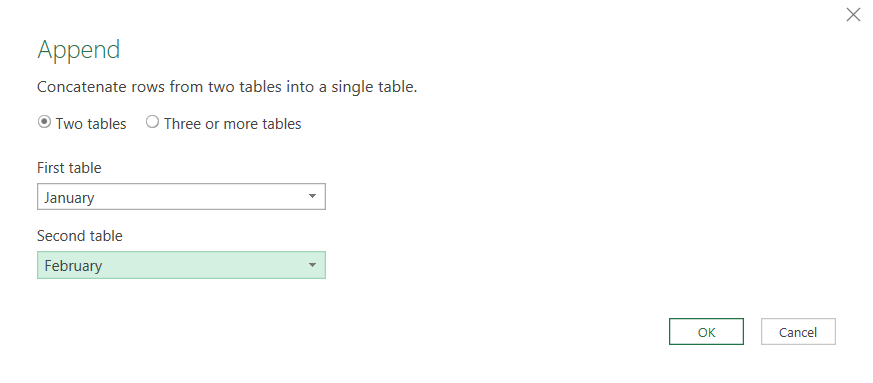 Append
Concatenate rows from two tables into a single table.
Two tables Three or more tables
First table
January
Second table
February
OK Cancel